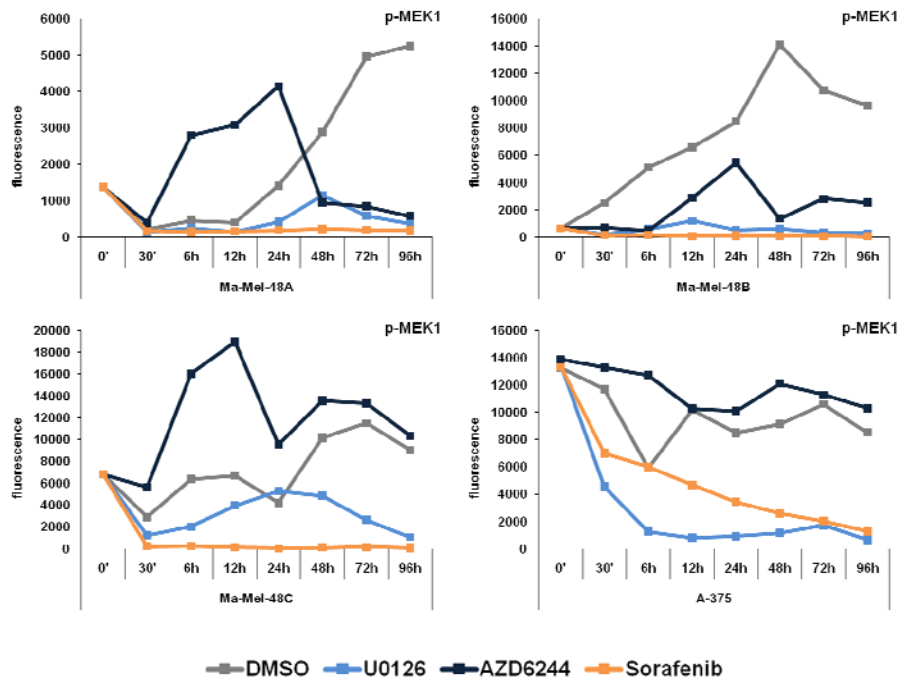 p-MEK1
6000
5000
4000
3000
2000
1000
0
fluorescence
0' 30' 6h 12h 24h 48h 72h 96h
Ma-Mel-48A
p-MEK1
16000
14000
12000
10000
8000
6000
4000
2000
0
fluorescence
0' 30' 6h 12h 24h 48h 72h 96h
Ma-Mel-48B
p-MEK1
20000
18000
16000
14000
12000
10000
8000
6000
4000
2000
0
fluorescence
0' 30' 6h 12h 24h 48h 72h 96h
Ma-Mel-48C
p-MEK1
16000
14000
12000
10000
8000
6000
4000
2000
0
fluorescence
0' 30' 6h 12h 24h 48h 72h 96h
A-375
DMSO U0126 AZD6244 Sorafenib